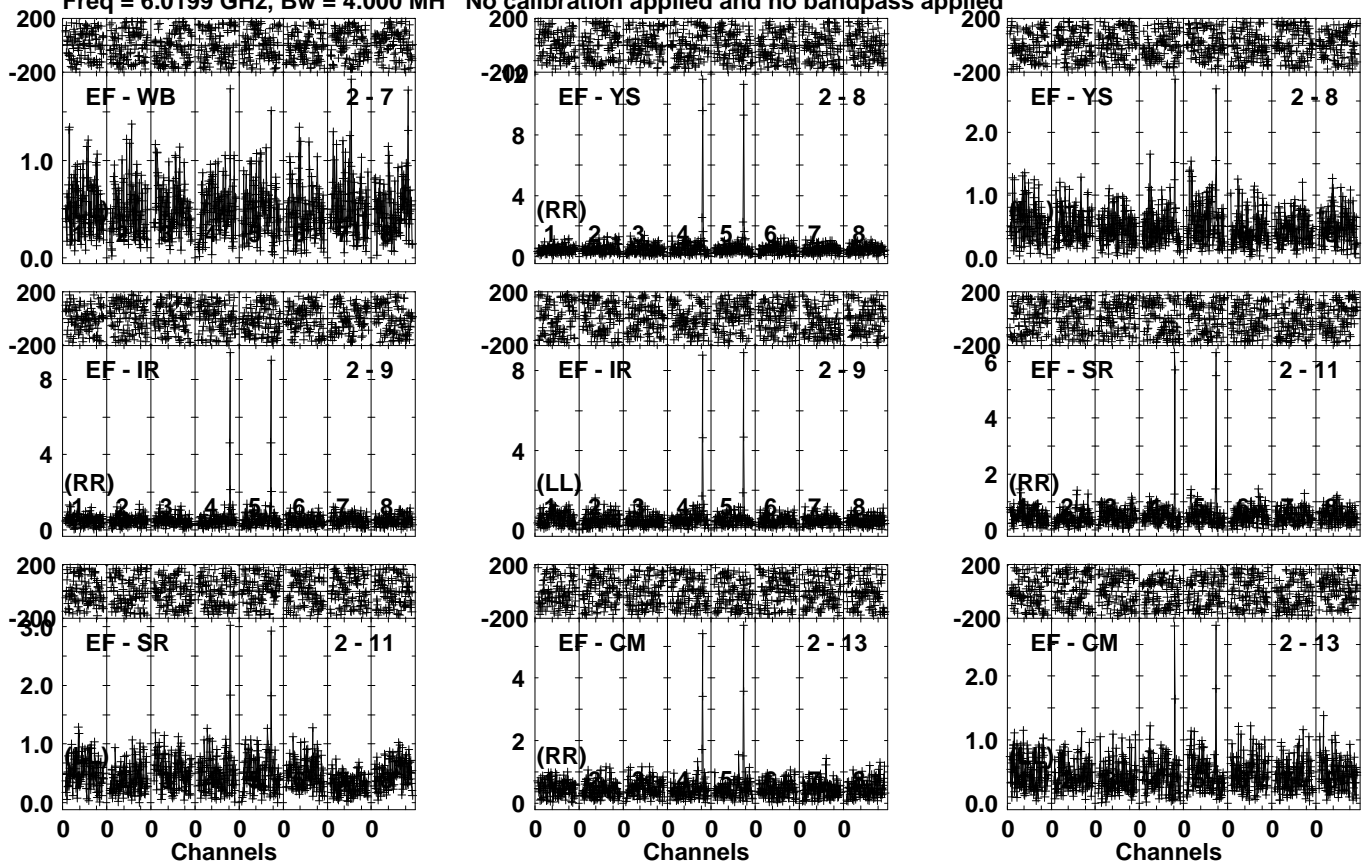 Freq = 6.0199 GHz, Bw = 4.000 MH No calibration applied and no bandpass applied
200 200 200
-200 -200 -200
EF - WB 2 - 7
1.0
0.0
12
EF - YS 2 - 8
8
4
(RR)
1 2 3 4 5 6 7 8
0
EF - YS 2 - 8
2.0
1.0
0.0
200 200 200
-200 -200 -200
EF - IR 2 - 9
8
4
(RR)
1 2 3 4 5 6 7 8
0
EF - IR 2 - 9
8
4
(LL)
1 2 3 4 5 6 7 8
0
EF - SR 2 - 11
6
4
2
(RR)
0
200 200 200
-200 -200 -200
3.0
EF - SR 2 - 11
2.0
1.0
0.0
EF - CM 2 - 13
4
2
(RR)
0
EF - CM 2 - 13
2.0
1.0
0.0
0 0 0 0 0 0 0 0 0 0 0 0 0 0 0 0 0 0 0 0 0 0 0 0
Channels Channels Channels